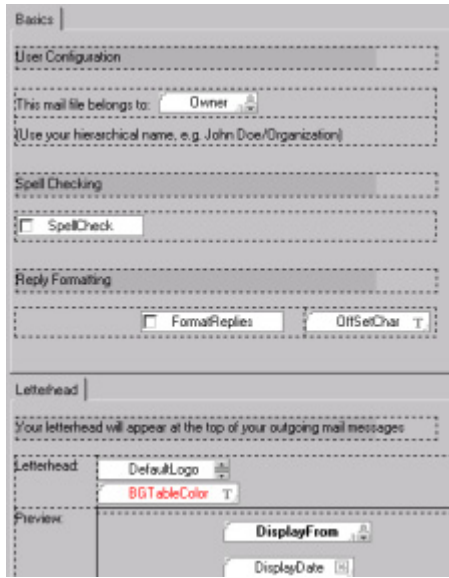 Basics
User Configuration
This mail file belongs to: Owner
(Use your hierarchical name, e.g. John Doe/Organization)
Spell Checking
SpellCheck
Reply Formatting
FormatReplies OffSetChar T
Letterhead
Your letterhead will appear at the top of your outgoing mail messages
Letterhead: DefaultLogo
BGTableColor T
Preview:
DisplayFrom
DisplayDate